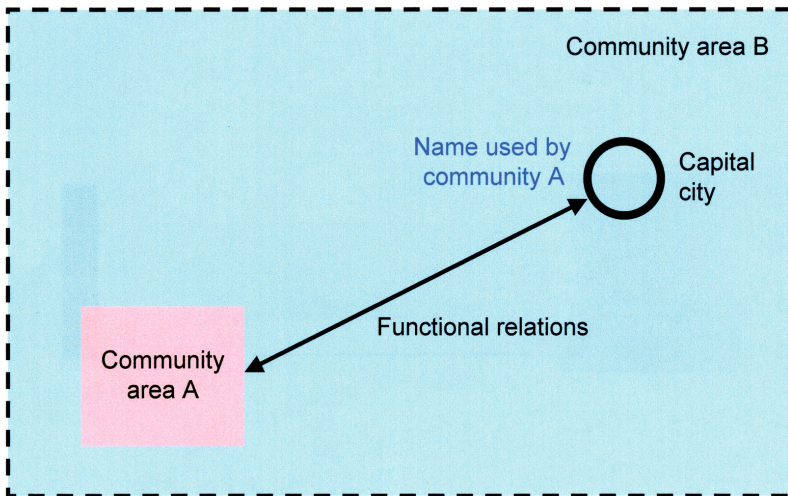 Community area B
Name used by
community A
Capital
city
Functional relations
Community
area A